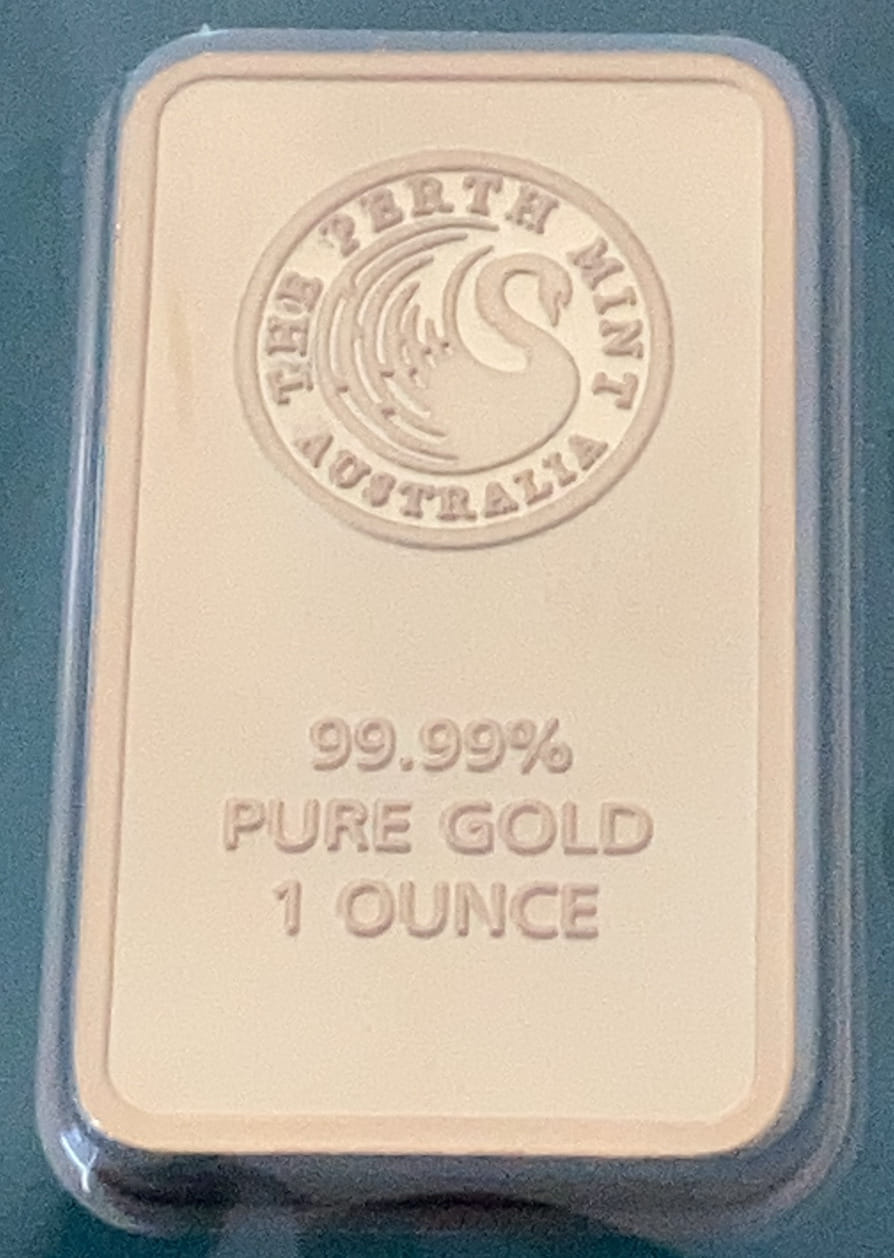 THE PERTH MINT
AUSTRALIA
99.99%
PURE GOLD
1 OUNCE